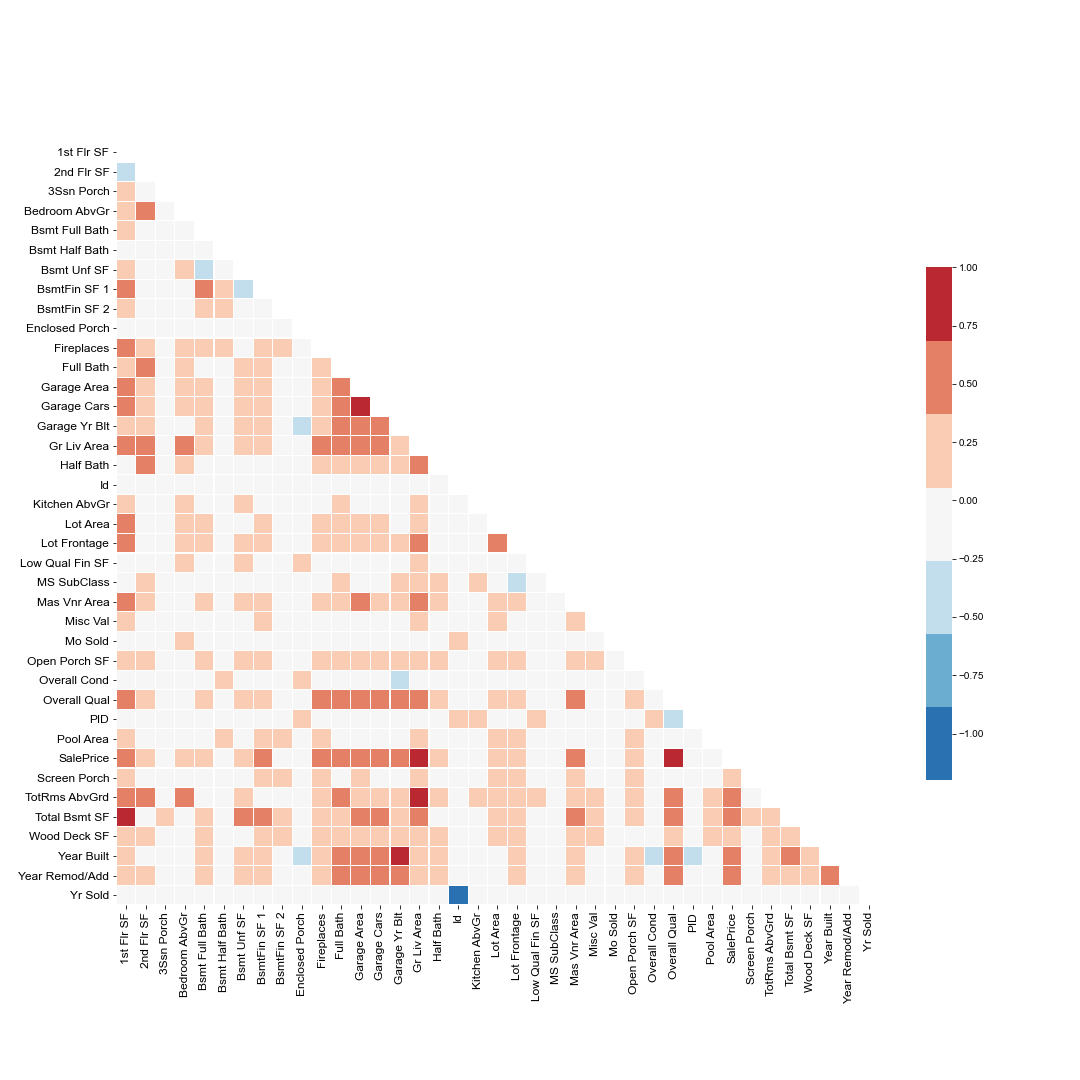 1st Flr SF
2nd Flr SF
3Ssn Porch
Bedroom AbvGr
Bsmt Full Bath
Bsmt Half Bath
Bsmt Unf SF
BsmtFin SF 1
BsmtFin SF 2
Enclosed Porch
Fireplaces
Full Bath
Garage Area
Garage Cars
Garage Yr Blt
Gr Liv Area
Half Bath
Id
Kitchen AbvGr
Lot Area
Lot Frontage
Low Qual Fin SF
MS SubClass
Mas Vnr Area
Misc Val
Mo Sold
Open Porch SF
Overall Cond
Overall Qual
PID
Pool Area
SalePrice
Screen Porch
TotRms AbvGrd
Total Bsmt SF
Wood Deck SF
Year Built
Year Remod/Add
Yr Sold
1st Flr SF
2nd Flr SF
3Ssn Porch
Bedroom AbvGr
Bsmt Full Bath
Bsmt Half Bath
Bsmt Unf SF
BsmtFin SF 1
BsmtFin SF 2
Enclosed Porch
Fireplaces
Full Bath
Garage Area
Garage Cars
Garage Yr Blt
Gr Liv Area
Half Bath
Id
Kitchen AbvGr
Lot Area
Lot Frontage
Low Qual Fin SF
MS SubClass
Mas Vnr Area
Misc Val
Mo Sold
Open Porch SF
Overall Cond
Overall Qual
PID
Pool Area
SalePrice
Screen Porch
TotRms AbvGrd
Total Bsmt SF
Wood Deck SF
Year Built
Year Remod/Add
Yr Sold
1.00
0.75
0.50
0.25
0.00
−0.25
−0.50
−0.75
−1.00